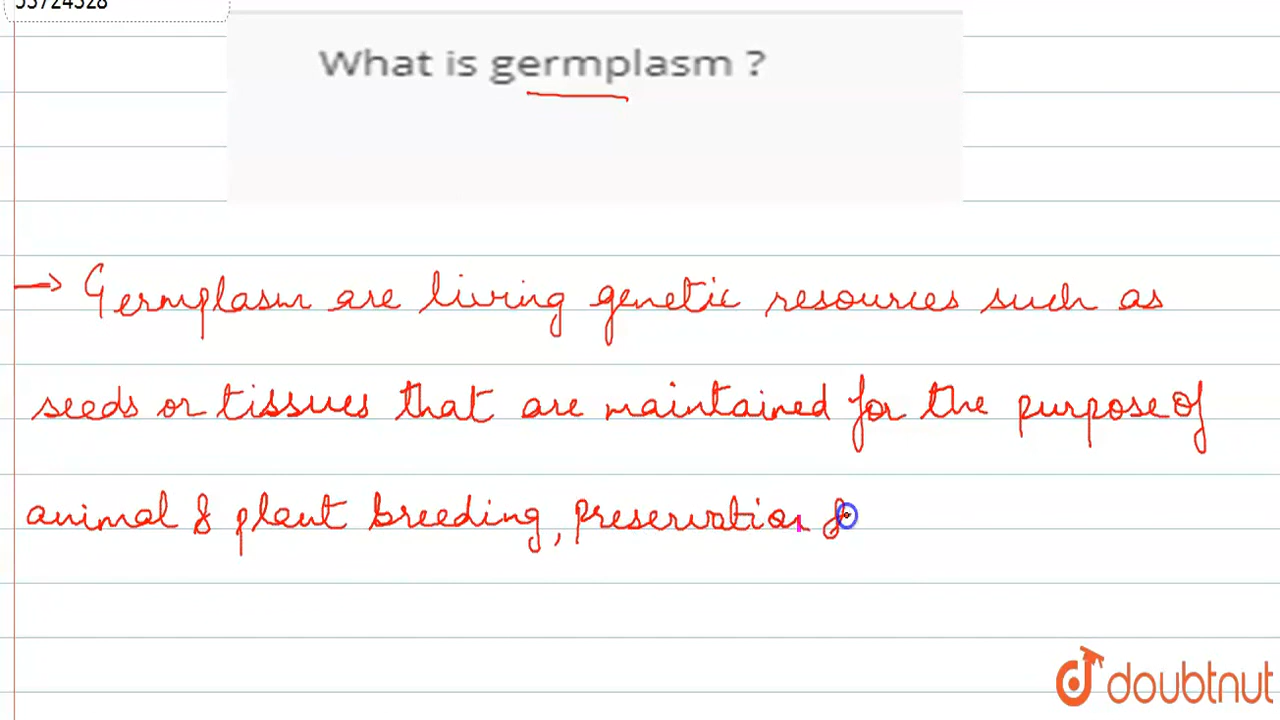 53724528
What is germplasm ?
→ Germplasm are living genetic resources such as
seeds or tissues that are maintained for the purpose of
animal & plant breeding, preservation &
doubtnut